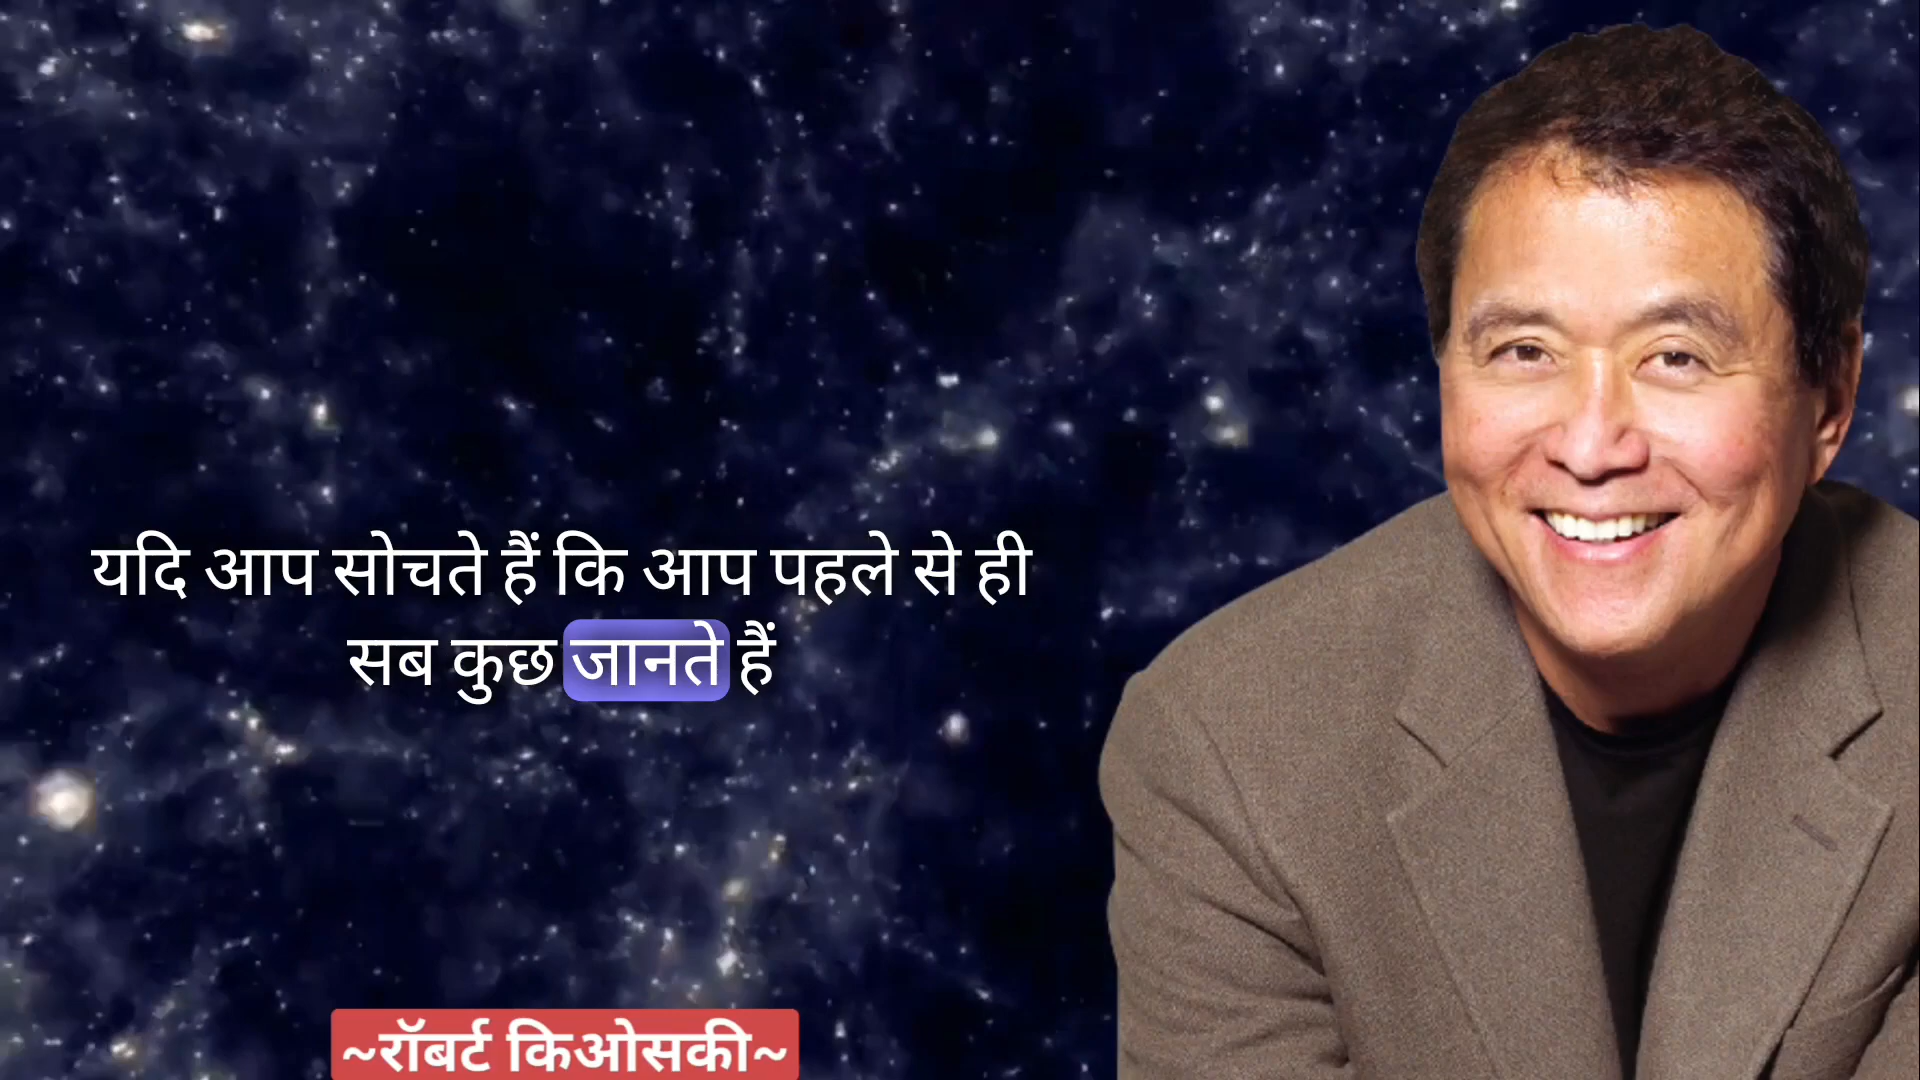 यदि आप सोचते हैं कि आप पहले से ही
सब कुछ जानते हैं
~रॉबर्ट किओसकी~